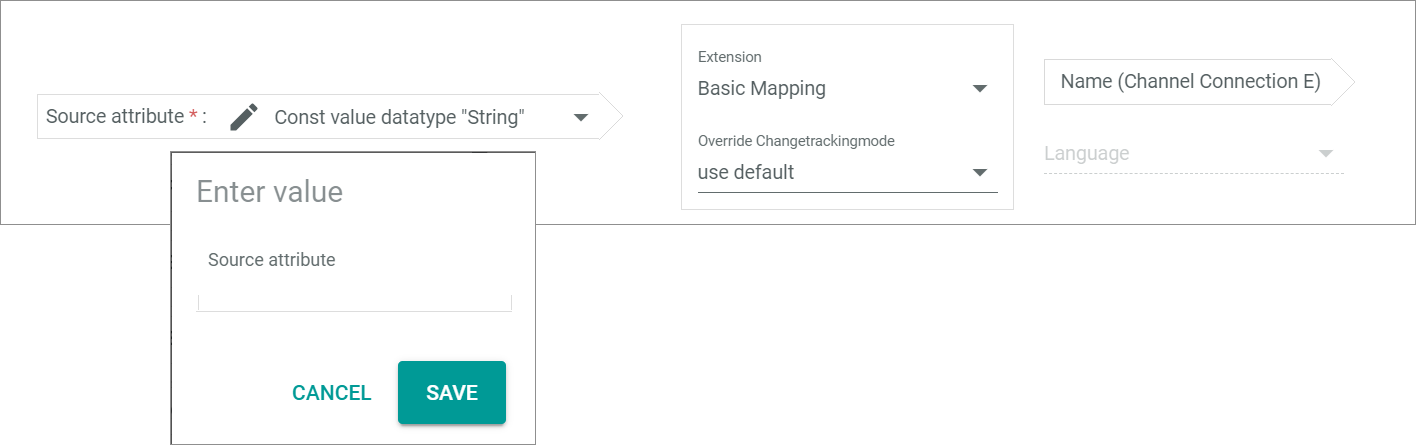 Source attribute * :
Const value datatype "String"
Extension
Basic Mapping
Override Changetrackingmode
use default
Name (Channel Connection E)
Language
Enter value
Source attribute
CANCEL
SAVE